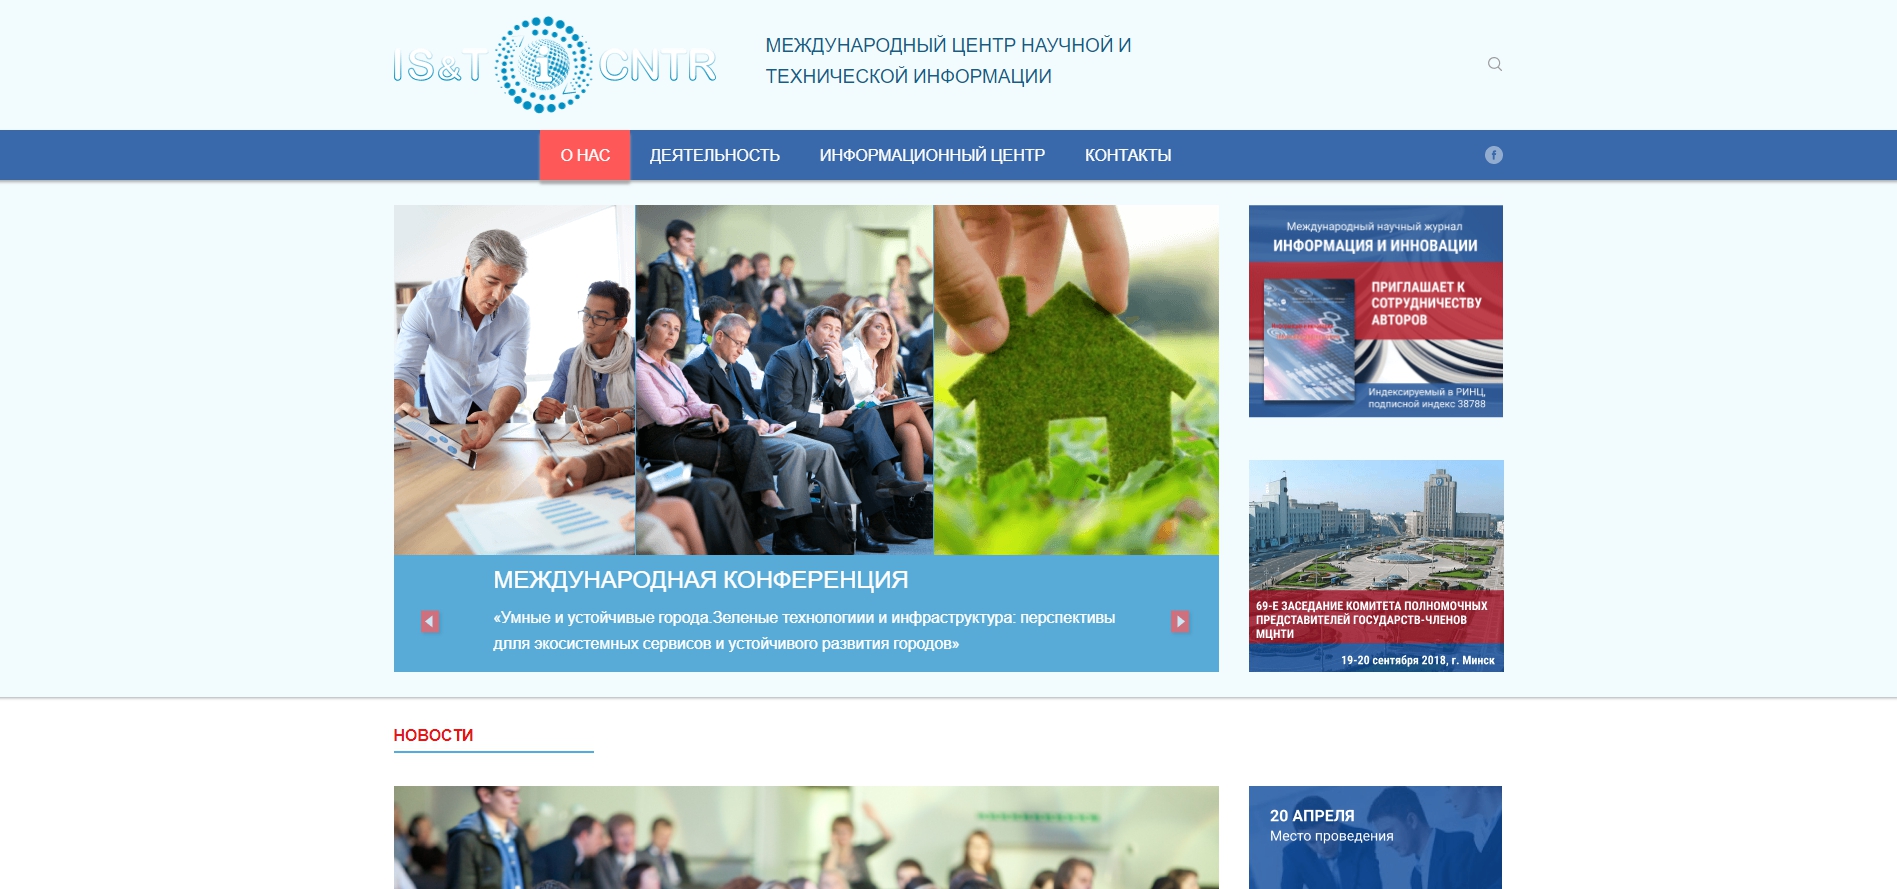 IS&T i CNTR
МЕЖДУНАРОДНЫЙ ЦЕНТР НАУЧНОЙ И
ТЕХНИЧЕСКОЙ ИНФОРМАЦИИ
О НАС
ДЕЯТЕЛЬНОСТЬ
ИНФОРМАЦИОННЫЙ ЦЕНТР
КОНТАКТЫ
МЕЖДУНАРОДНАЯ КОНФЕРЕНЦИЯ
«Умные и устойчивые города.Зеленые технологиии и инфраструктура: перспективы
длля экосистемных сервисов и устойчивого развития городов»
Международный научный журнал
ИНФОРМАЦИЯ И ИННОВАЦИИ
ПРИГЛАШАЕТ К
СОТРУДНИЧЕСТВУ
АВТОРОВ
Индексируемый в РИНЦ,
подписной индекс 38788
69-Е ЗАСЕДАНИЕ КОМИТЕТА ПОЛНОМОЧНЫХ
ПРЕДСТАВИТЕЛЕЙ ГОСУДАРСТВ-ЧЛЕНОВ
МЦНТИ
19-20 сентября 2018, г. Минск
НОВОСТИ
20 АПРЕЛЯ
Место проведения